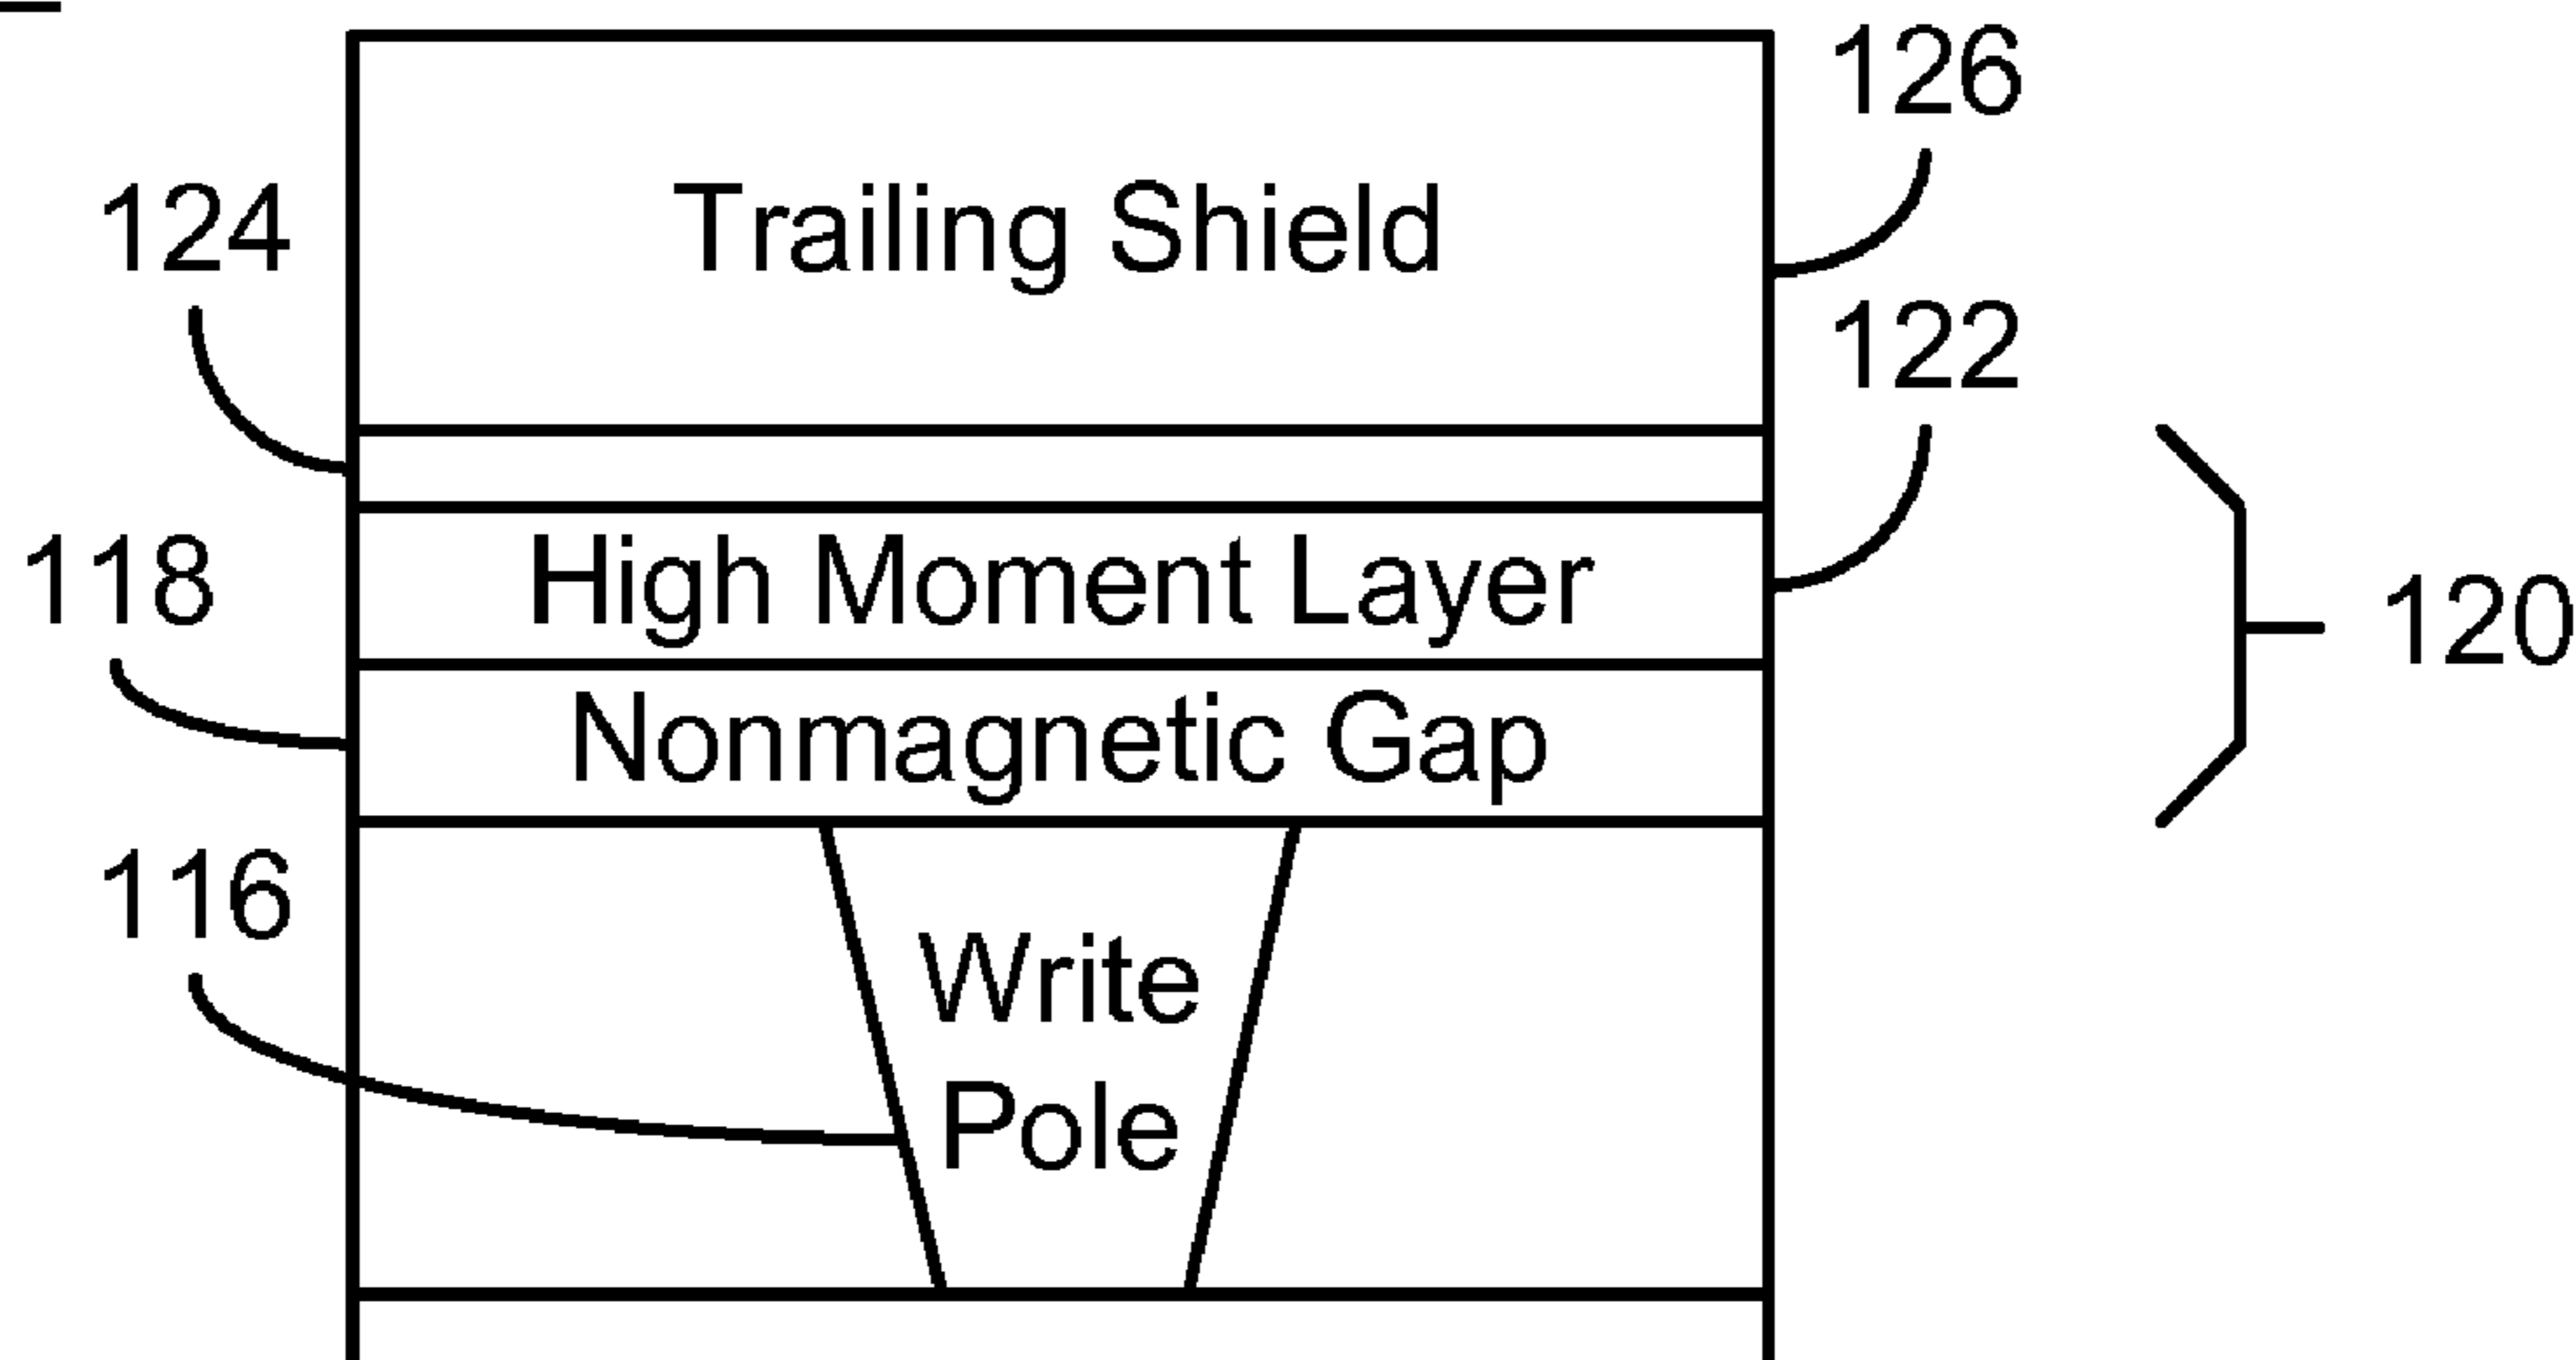 126
Trailing Shield
124
122
High Moment Layer
118
120
Nonmagnetic Gap
116
Write
Pole